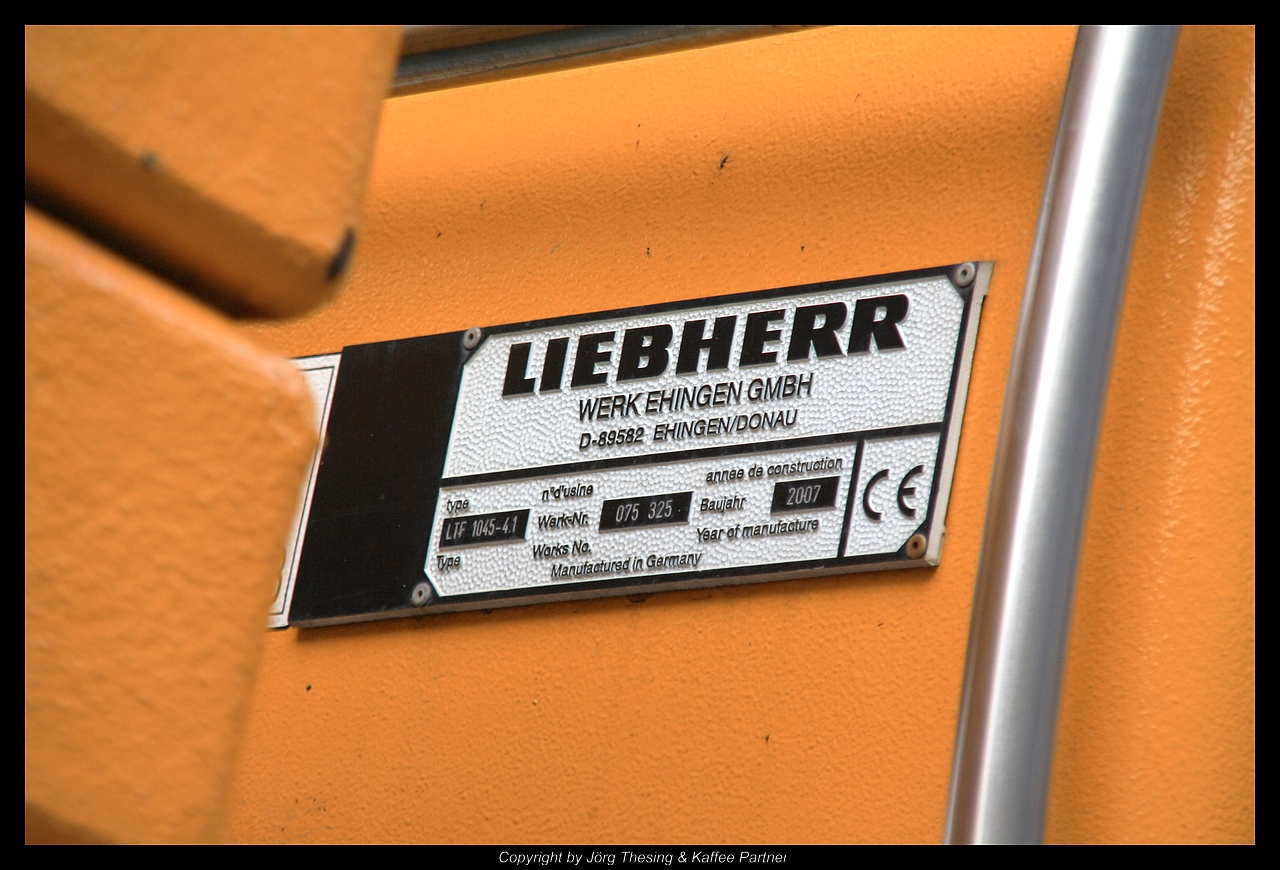 LIEBHERR
WERK EHINGEN GMBH
D-89582 EHINGEN/DONAU
type
LTF 1045-4.1
Type
n°d'usine
Werk-Nr.
075 325
Works No.
annee de construction
Baujahr
2007
Year of manufacture
Manufactured in Germany
CE
Copyright by Jörg Thesing & Kaffee Partner